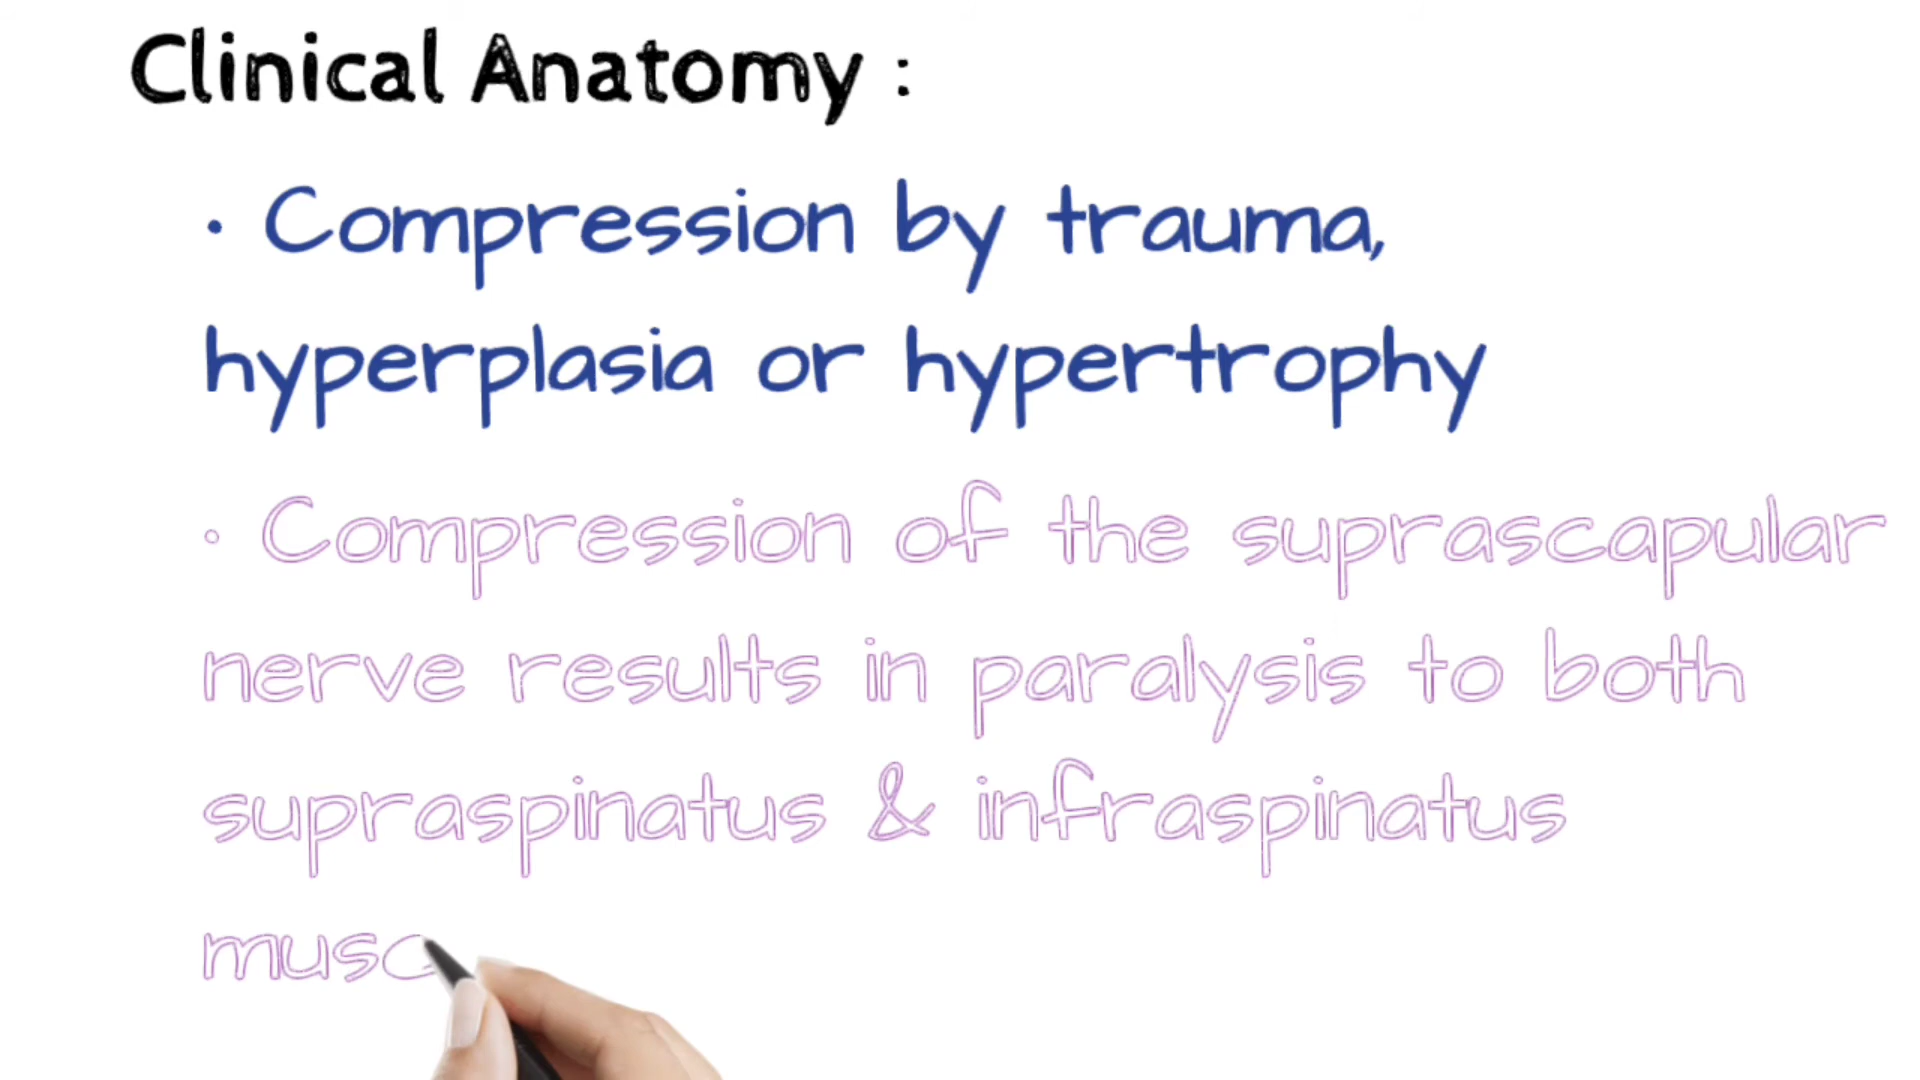 Clinical Anatomy :
• Compression by trauma,
hyperplasia or hypertrophy
• Compression of the suprascapular
nerve results in paralysis to both
supraspinatus & infraspinatus
musc